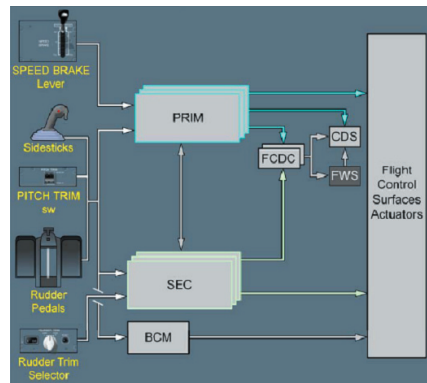 SPEED BRAKE
Lever
Sidesticks
PITCH TRIM
sw
Rudder
Pedals
Rudder Trim
Selector
PRIM
SEC
BCM
FCDC
CDS
FWS
Flight
Control
Surfaces
Actuators